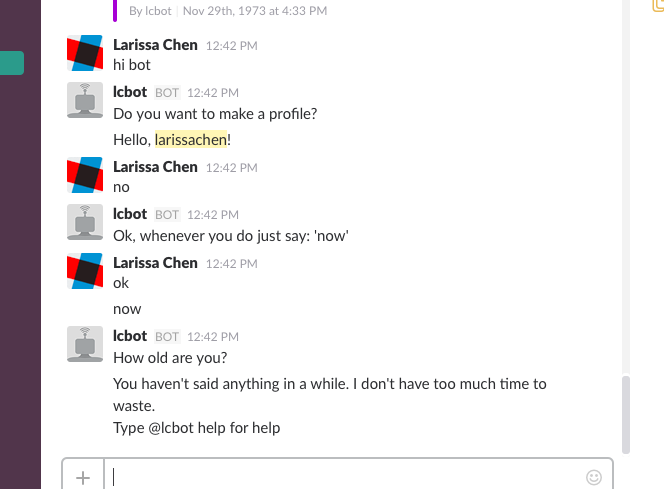 By lcbot | Nov 29th, 1973 at 4:33 PM
Larissa Chen 12:42 PM
hi bot
lcbot BOT 12:42 PM
Do you want to make a profile?
Hello, larissachen!
Larissa Chen 12:42 PM
no
lcbot BOT 12:42 PM
Ok, whenever you do just say: 'now'
Larissa Chen 12:42 PM
ok
now
lcbot BOT 12:42 PM
How old are you?
You haven't said anything in a while. I don't have too much time to
waste.
Type @lcbot help for help